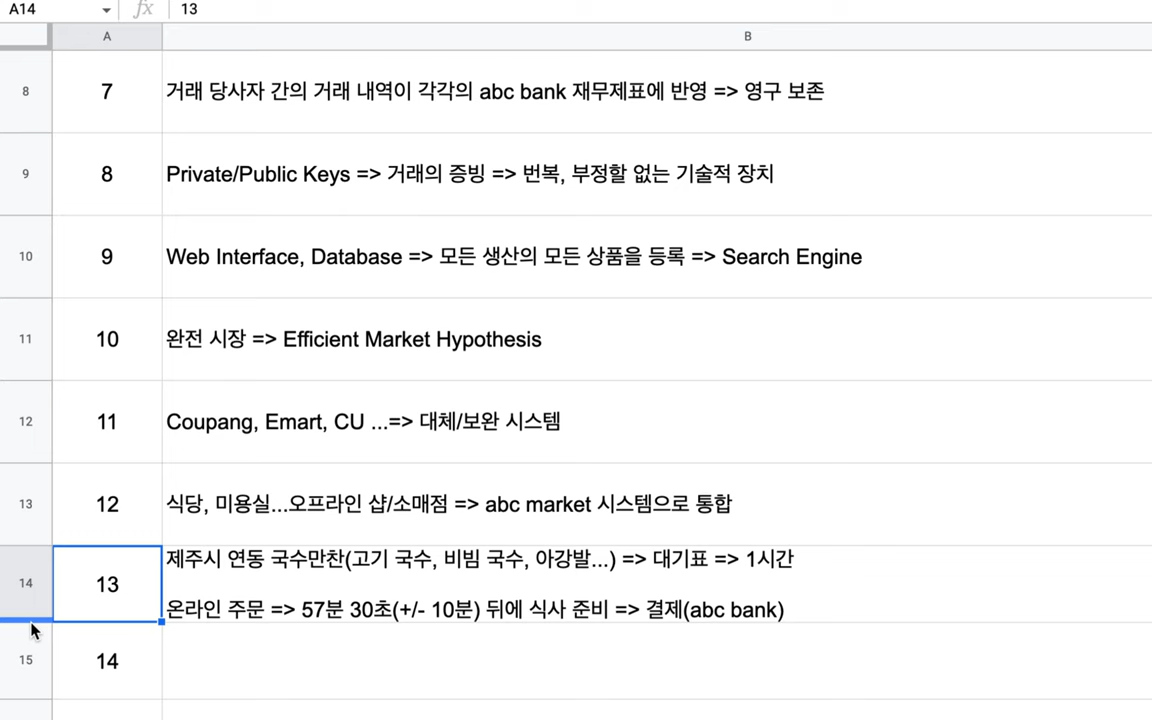 A14 fx 13
A B
8 7 거래 당사자 간의 거래 내역이 각각의 abc bank 재무제표에 반영 => 영구 보존
9 8 Private/Public Keys => 거래의 증빙 => 번복, 부정할 없는 기술적 장치
10 9 Web Interface, Database => 모든 생산의 모든 상품을 등록 => Search Engine
11 10 완전 시장 => Efficient Market Hypothesis
12 11 Coupang, Emart, CU ...=> 대체/보완 시스템
13 12 식당, 미용실...오프라인 샵/소매점 => abc market 시스템으로 통합
14 13 제주시 연동 국수만찬(고기 국수, 비빔 국수, 아강발...) => 대기표 => 1시간
온라인 주문 => 57분 30초(+/- 10분) 뒤에 식사 준비 => 결제(abc bank)
15 14